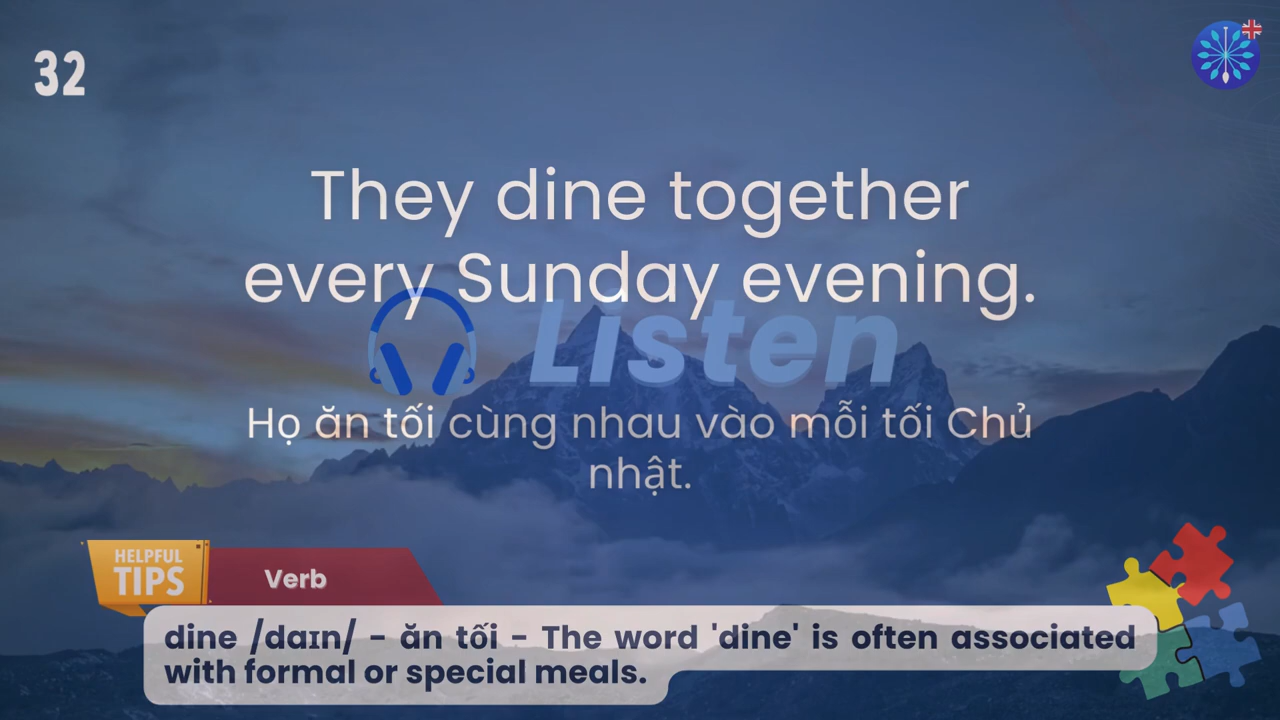 32
They dine together
every Sunday evening.
Listen
Họ ăn tối cùng nhau vào mỗi tối Chủ
nhật.
HELPFUL
TIPS
Verb
dine /daɪn/ - ăn tối - The word 'dine' is often associated
with formal or special meals.